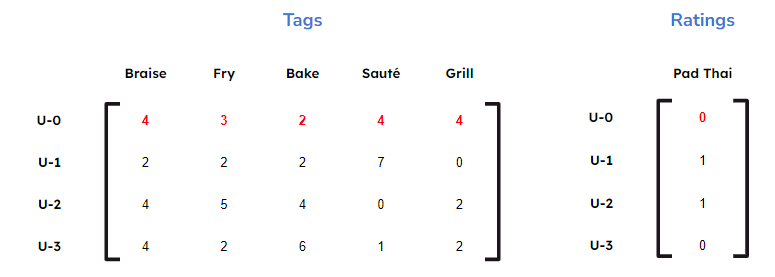 Tags Ratings
Braise Fry Bake Sauté Grill Pad Thai
U-0 4 3 2 4 4 U-0 0
U-1 2 2 2 7 0 U-1 1
U-2 4 5 4 0 2 U-2 1
U-3 4 2 6 1 2 U-3 0